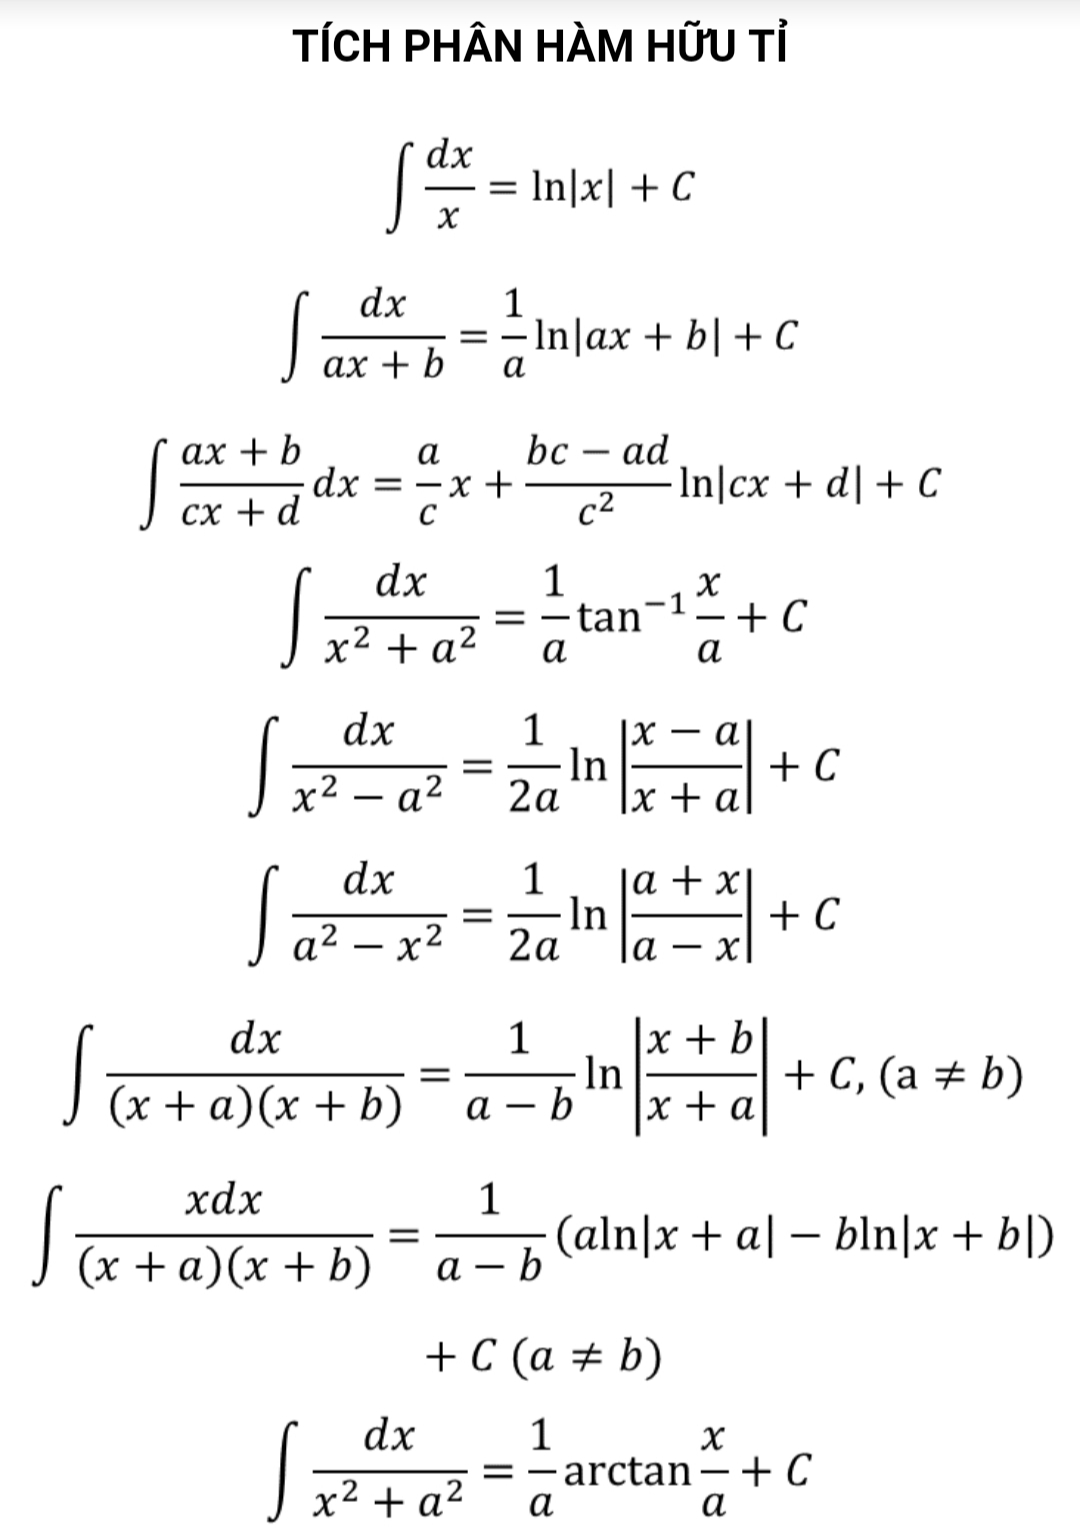 TÍCH PHÂN HÀM HỮU TỈ
∫ dx/x = ln|x| + C
∫ dx/(ax + b) = 1/a ln|ax + b| + C
∫ (ax + b)/(cx + d) dx = a/c x + (bc − ad)/c² ln|cx + d| + C
∫ dx/(x² + a²) = 1/a tan⁻¹ x/a + C
∫ dx/(x² − a²) = 1/2a ln |(x − a)/(x + a)| + C
∫ dx/(a² − x²) = 1/2a ln |(a + x)/(a − x)| + C
∫ dx/((x + a)(x + b)) = 1/(a − b) ln |(x + b)/(x + a)| + C, (a ≠ b)
∫ xdx/((x + a)(x + b)) = 1/(a − b) (aln|x + a| − bln|x + b|)
+ C (a ≠ b)
∫ dx/(x² + a²) = 1/a arctan x/a + C